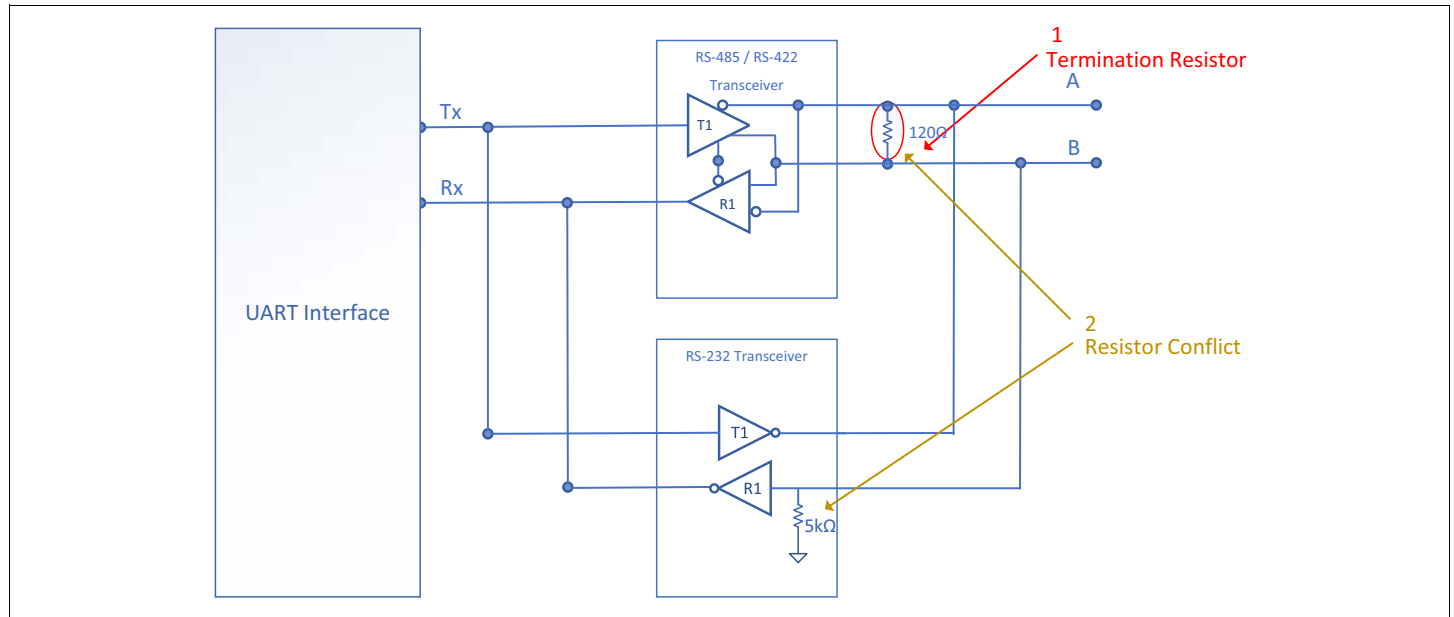 1
Termination Resistor
RS-485 / RS-422
Transceiver
A
Tx
T1
120Ω
B
Rx
R1
UART Interface
2
Resistor Conflict
RS-232 Transceiver
T1
R1
5kΩ